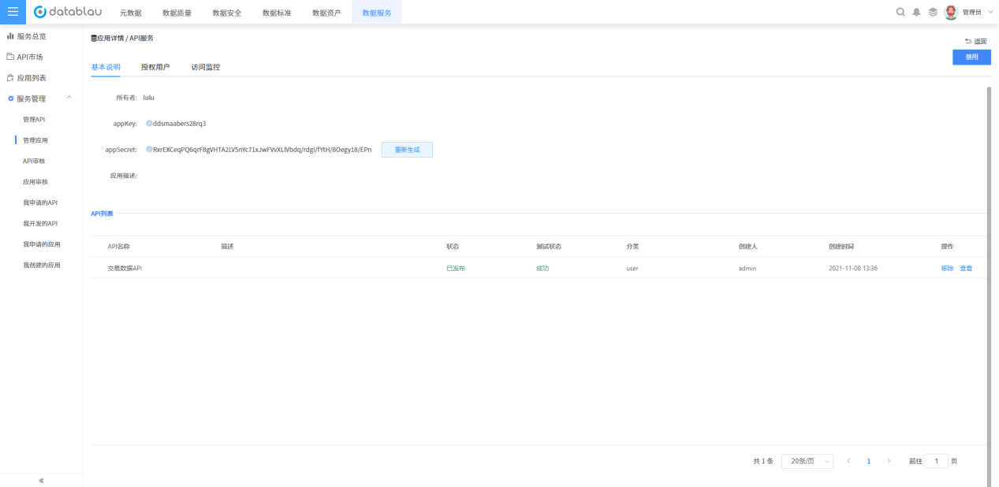 datablau 元数据 数据质量 数据安全 数据标准 数据资产 数据服务 管理员
服务总览
API市场
应用列表
服务管理
管理API
管理应用
API审核
应用审核
我申请的API
我开发的API
我申请的应用
我创建的应用
应用详情 / API服务
返回
禁用
基本说明 授权用户 访问监控
所有者: lulu
appKey: ddsmaabers28rq3
appSecret: RxrEXCeqPQ6qrF8gVHTA2LV5nYc71xJwFVvXLlVbdq/rdgI/fYtH/8Oegy18/EPn 重新生成
应用描述:
API列表
API名称 描述 状态 测试状态 分类 创建人 创建时间 操作
交易数据API 已发布 成功 user admin 2021-11-08 13:36 移除 查看
共 1 条 20条/页 < 1 > 前往 1 页